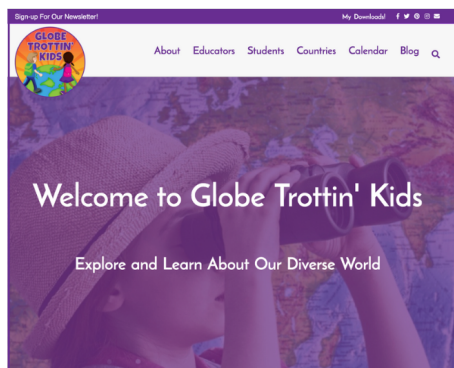 Sign-up For Our Newsletter!
My Downloads!
GLOBE
TROTTIN'
KIDS
About Educators Students Countries Calendar Blog
Welcome to Globe Trottin' Kids
Explore and Learn About Our Diverse World